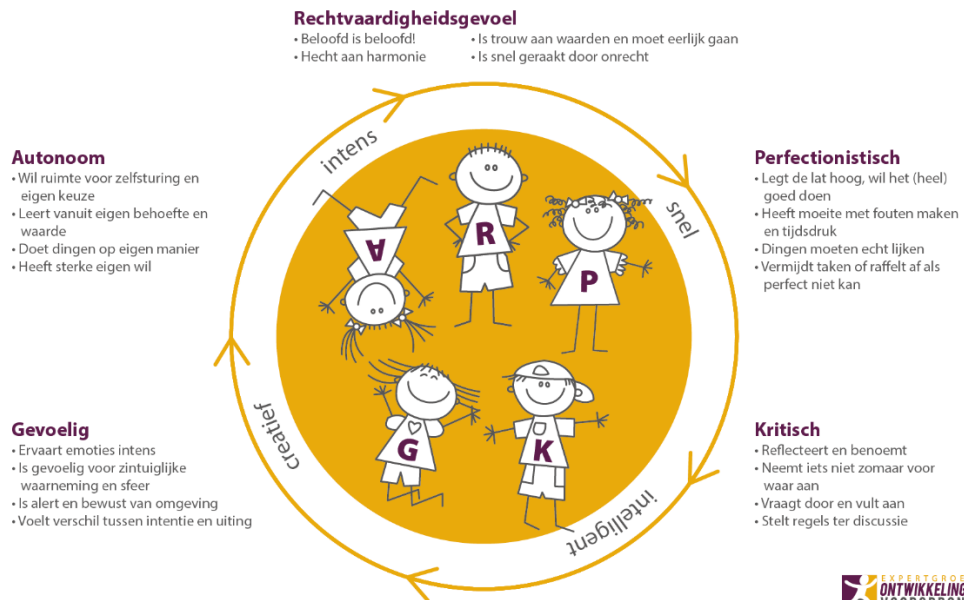 Rechtvaardigheidsgevoel
• Beloofd is beloofd!
• Hecht aan harmonie
• Is trouw aan waarden en moet eerlijk gaan
• Is snel geraakt door onrecht
Autonoom
• Wil ruimte voor zelfsturing en
eigen keuze
• Leert vanuit eigen behoefte en
waarde
• Doet dingen op eigen manier
• Heeft sterke eigen wil
intens
snel
Perfectionistisch
• Legt de lat hoog, wil het (heel)
goed doen
• Heeft moeite met fouten maken
en tijdsdruk
• Dingen moeten echt lijken
• Vermijdt taken of raffelt af als
perfect niet kan
A
R
P
Gevoelig
• Ervaart emoties intens
• Is gevoelig voor zintuiglijke
waarneming en sfeer
• Is alert en bewust van omgeving
• Voelt verschil tussen intentie en uiting
creatief
G
K
intelligent
Kritisch
• Reflecteert en benoemt
• Neemt iets niet zomaar voor
waar aan
• Vraagt door en vult aan
• Stelt regels ter discussie
EXPERTGROE
ONTWIKKELING